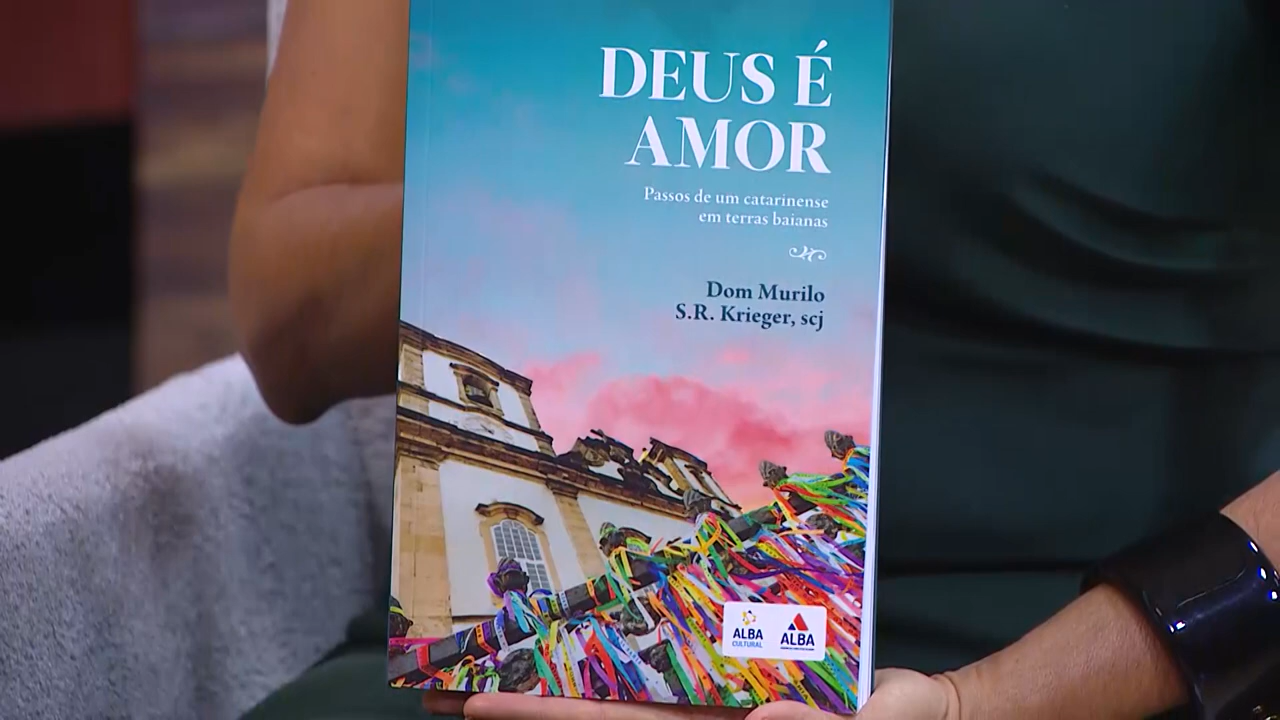 DEUS É
AMOR
Passos de um catarinense
em terras baianas
Dom Murilo
S.R. Krieger, scj
ALBA
CULTURAL
ALBA